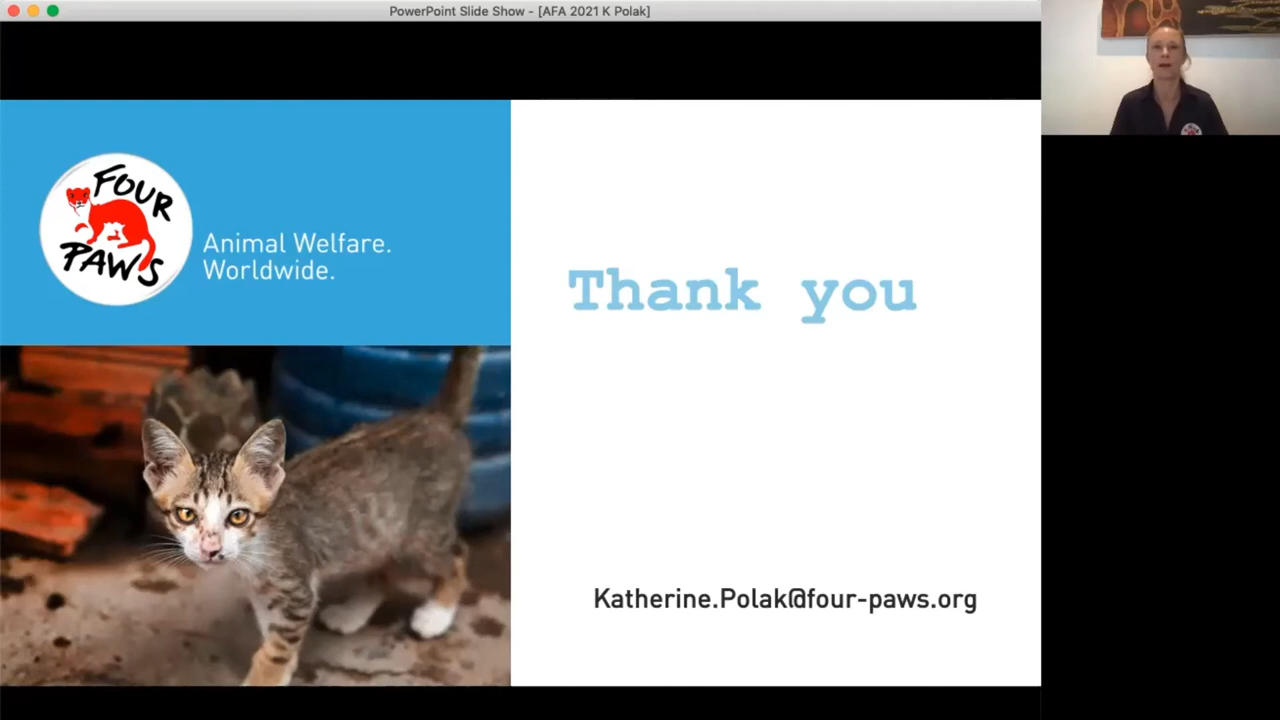 PowerPoint Slide Show - [AFA 2021 K Polak]
FOUR
PAWS
Animal Welfare.
Worldwide.
Thank you
Katherine.Polak@four-paws.org